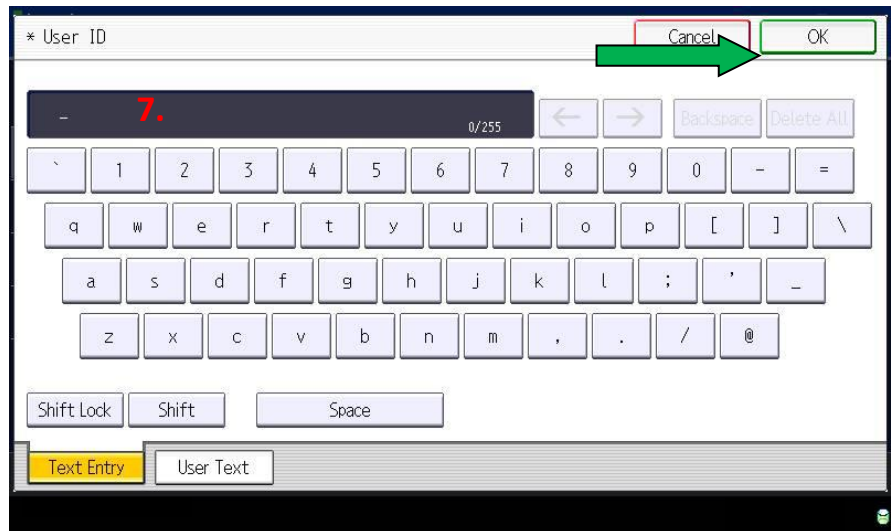 * User ID Cancel OK
_ 7. 0/255 ← → Backspace Delete All
` 1 2 3 4 5 6 7 8 9 0 - =
q w e r t y u i o p [ ] \
a s d f g h j k l ; ' _
z x c v b n m , . / @
Shift Lock Shift Space
Text Entry User Text